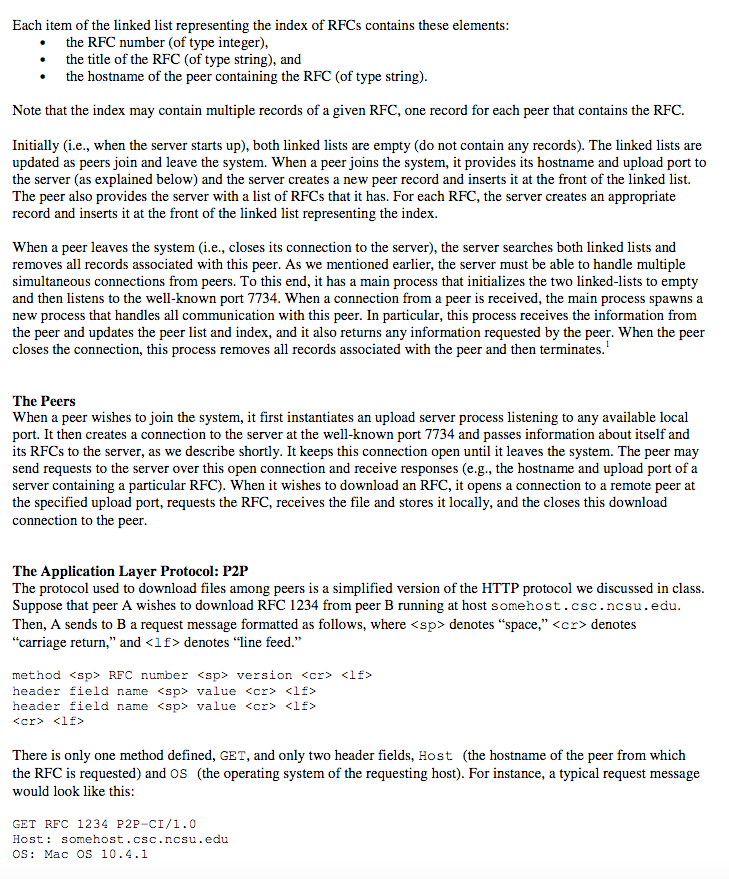 Each item of the linked list representing the index of RFCs contains these elements:
• the RFC number (of type integer),
• the title of the RFC (of type string), and
• the hostname of the peer containing the RFC (of type string).
Note that the index may contain multiple records of a given RFC, one record for each peer that contains the RFC.
Initially (i.e., when the server starts up), both linked lists are empty (do not contain any records). The linked lists are
updated as peers join and leave the system. When a peer joins the system, it provides its hostname and upload port to
the server (as explained below) and the server creates a new peer record and inserts it at the front of the linked list.
The peer also provides the server with a list of RFCs that it has. For each RFC, the server creates an appropriate
record and inserts it at the front of the linked list representing the index.
When a peer leaves the system (i.e., closes its connection to the server), the server searches both linked lists and
removes all records associated with this peer. As we mentioned earlier, the server must be able to handle multiple
simultaneous connections from peers. To this end, it has a main process that initializes the two linked-lists to empty
and then listens to the well-known port 7734. When a connection from a peer is received, the main process spawns a
new process that handles all communication with this peer. In particular, this process receives the information from
the peer and updates the peer list and index, and it also returns any information requested by the peer. When the peer
closes the connection, this process removes all records associated with the peer and then terminates.1
The Peers
When a peer wishes to join the system, it first instantiates an upload server process listening to any available local
port. It then creates a connection to the server at the well-known port 7734 and passes information about itself and
its RFCs to the server, as we describe shortly. It keeps this connection open until it leaves the system. The peer may
send requests to the server over this open connection and receive responses (e.g., the hostname and upload port of a
server containing a particular RFC). When it wishes to download an RFC, it opens a connection to a remote peer at
the specified upload port, requests the RFC, receives the file and stores it locally, and the closes this download
connection to the peer.
The Application Layer Protocol: P2P
The protocol used to download files among peers is a simplified version of the HTTP protocol we discussed in class.
Suppose that peer A wishes to download RFC 1234 from peer B running at host somehost.csc.ncsu.edu.
Then, A sends to B a request message formatted as follows, where <sp> denotes "space," <cr> denotes
"carriage return," and <lf> denotes "line feed."
method <sp> RFC number <sp> version <cr> <lf>
header field name <sp> value <cr> <lf>
header field name <sp> value <cr> <lf>
<cr> <lf>
There is only one method defined, GET, and only two header fields, Host (the hostname of the peer from which
the RFC is requested) and OS (the operating system of the requesting host). For instance, a typical request message
would look like this:
GET RFC 1234 P2P-CI/1.0
Host: somehost.csc.ncsu.edu
OS: Mac OS 10.4.1